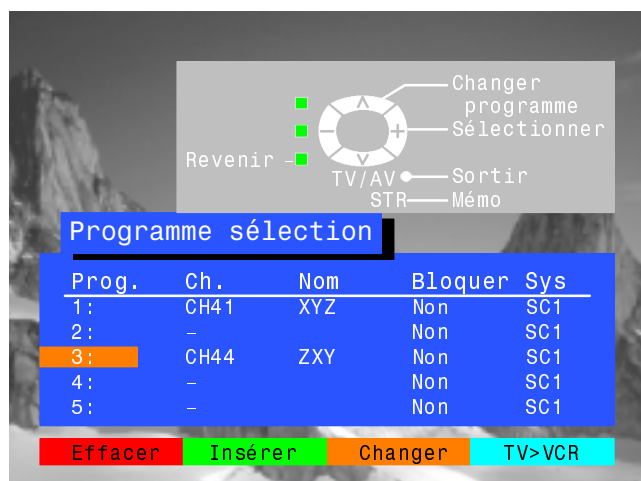 Changer
programme
Sélectionner
Revenir –
TV/AV Sortir
STR Mémo
Programme sélection
Prog. Ch. Nom Bloquer Sys
1: CH41 XYZ Non SC1
2: – Non SC1
3: CH44 ZXY Non SC1
4: – Non SC1
5: – Non SC1
Effacer Insérer Changer TV>VCR